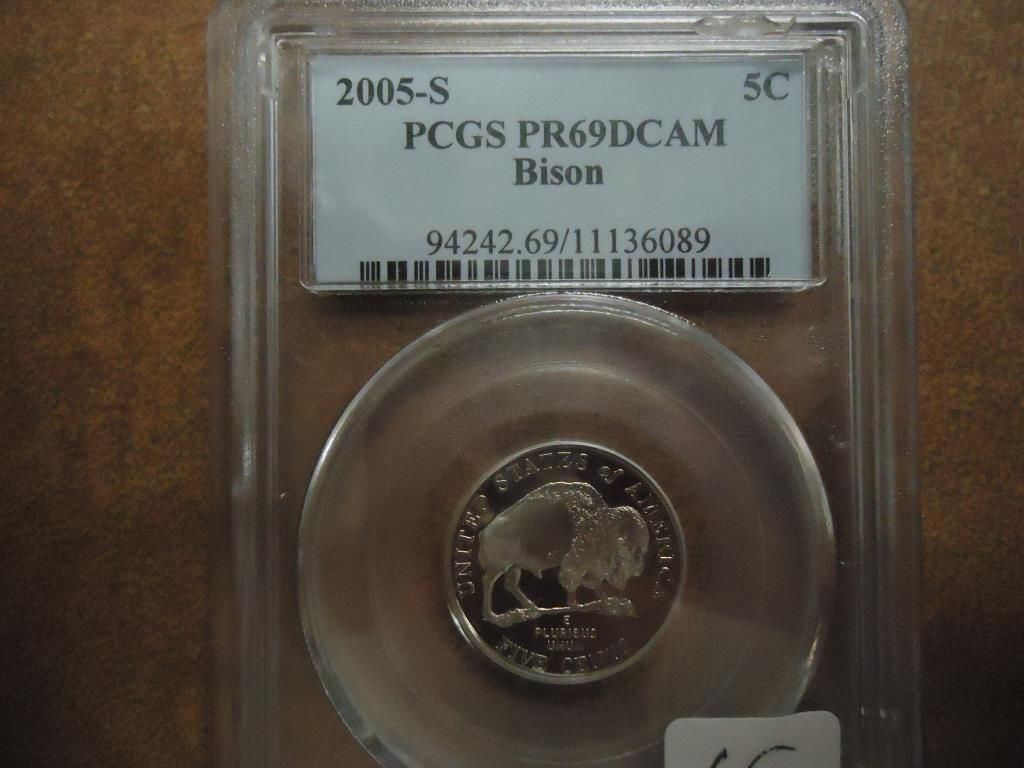 2005-S 5C
PCGS PR69DCAM
Bison
94242.69/11136089
UNITED STATES of AMERICA
E
PLURIBUS
UNUM
FIVE CENTS